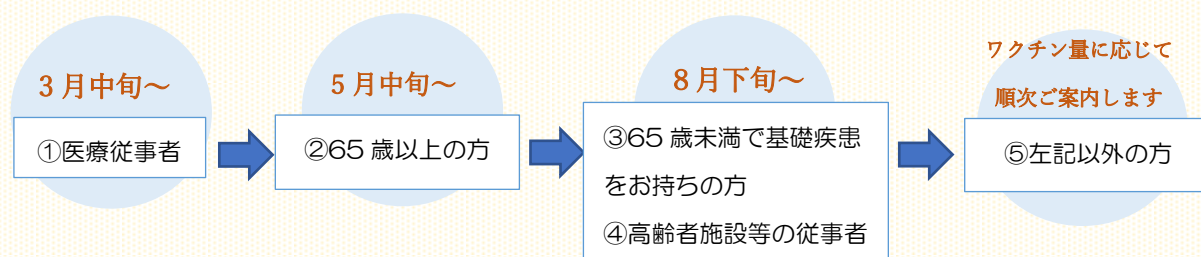 3月中旬～
①医療従事者
5月中旬～
②65歳以上の方
8月下旬～
③65歳未満で基礎疾患
をお持ちの方
④高齢者施設等の従事者
ワクチン量に応じて
順次ご案内します
⑤左記以外の方